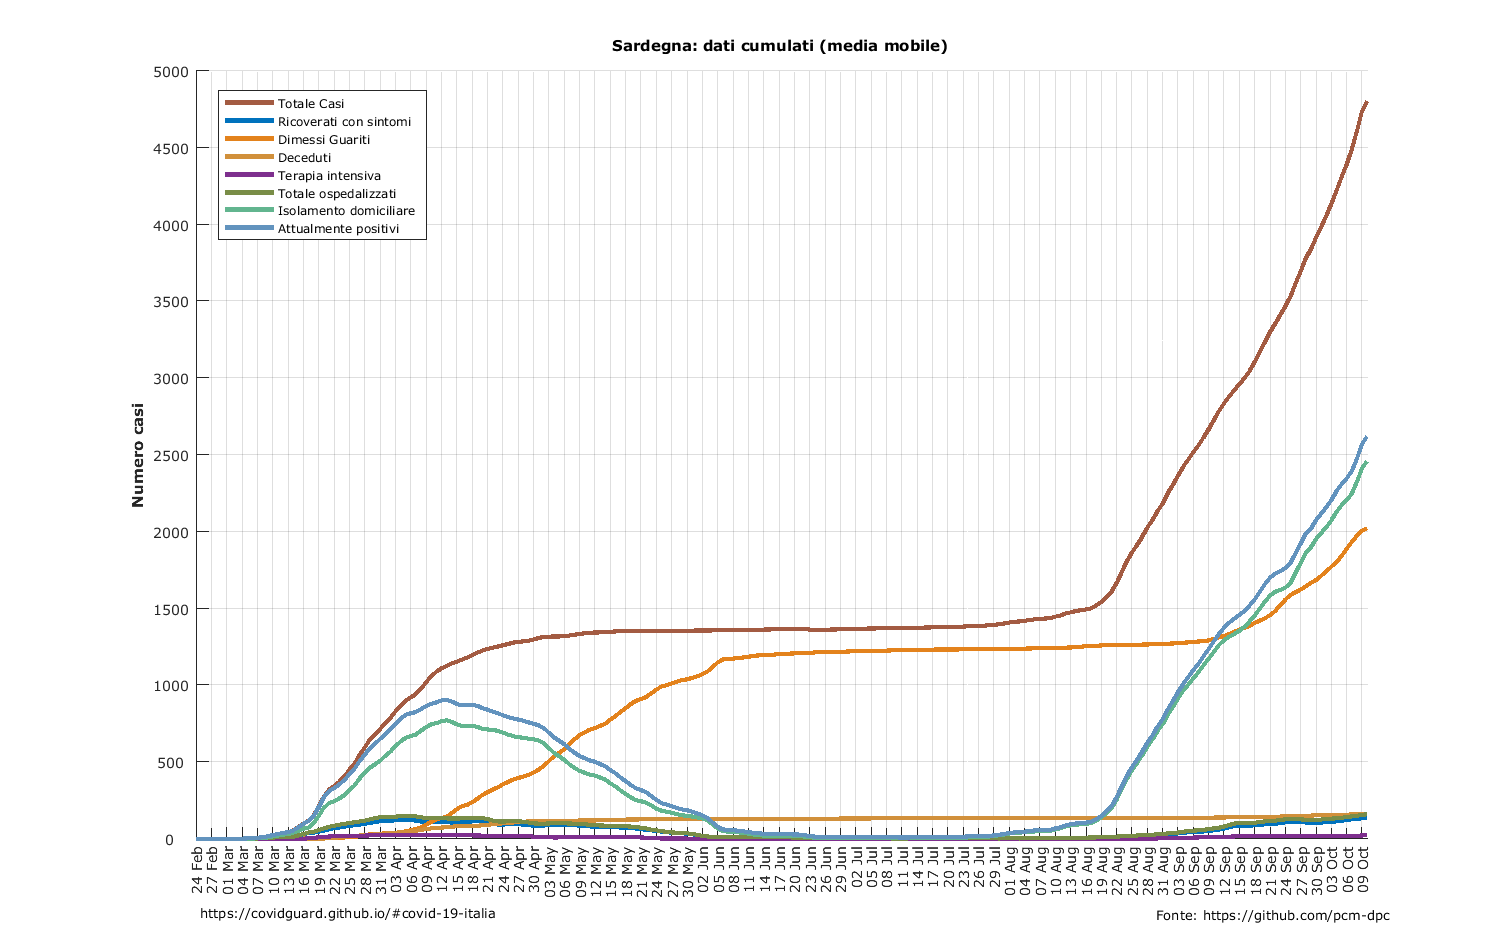 Sardegna: dati cumulati (media mobile)
5000
4500
4000
3500
3000
2500
2000
1500
1000
500
0
Numero casi
Totale Casi
Ricoverati con sintomi
Dimessi Guariti
Deceduti
Terapia intensiva
Totale ospedalizzati
Isolamento domiciliare
Attualmente positivi
24 Feb
27 Feb
01 Mar
04 Mar
07 Mar
10 Mar
13 Mar
16 Mar
19 Mar
22 Mar
25 Mar
28 Mar
31 Mar
03 Apr
06 Apr
09 Apr
12 Apr
15 Apr
18 Apr
21 Apr
24 Apr
27 Apr
30 Apr
03 May
06 May
09 May
12 May
15 May
18 May
21 May
24 May
27 May
30 May
02 Jun
05 Jun
08 Jun
11 Jun
14 Jun
17 Jun
20 Jun
23 Jun
26 Jun
29 Jun
02 Jul
05 Jul
08 Jul
11 Jul
14 Jul
17 Jul
20 Jul
23 Jul
26 Jul
29 Jul
01 Aug
04 Aug
07 Aug
10 Aug
13 Aug
16 Aug
19 Aug
22 Aug
25 Aug
28 Aug
31 Aug
03 Sep
06 Sep
09 Sep
12 Sep
15 Sep
18 Sep
21 Sep
24 Sep
27 Sep
30 Sep
03 Oct
06 Oct
09 Oct
https://covidguard.github.io/#covid-19-italia
Fonte: https://github.com/pcm-dpc